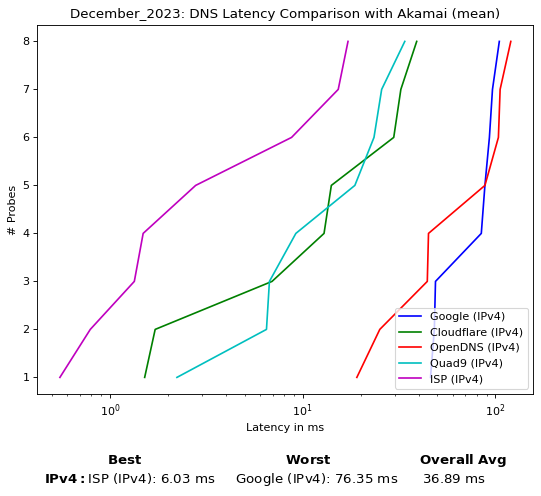 December_2023: DNS Latency Comparison with Akamai (mean)
# Probes
8
7
6
5
4
3
2
1
Google (IPv4)
Cloudflare (IPv4)
OpenDNS (IPv4)
Quad9 (IPv4)
ISP (IPv4)
10⁰ 10¹ 10²
Latency in ms
Best Worst Overall Avg
IPv4: ISP (IPv4): 6.03 ms Google (IPv4): 76.35 ms 36.89 ms